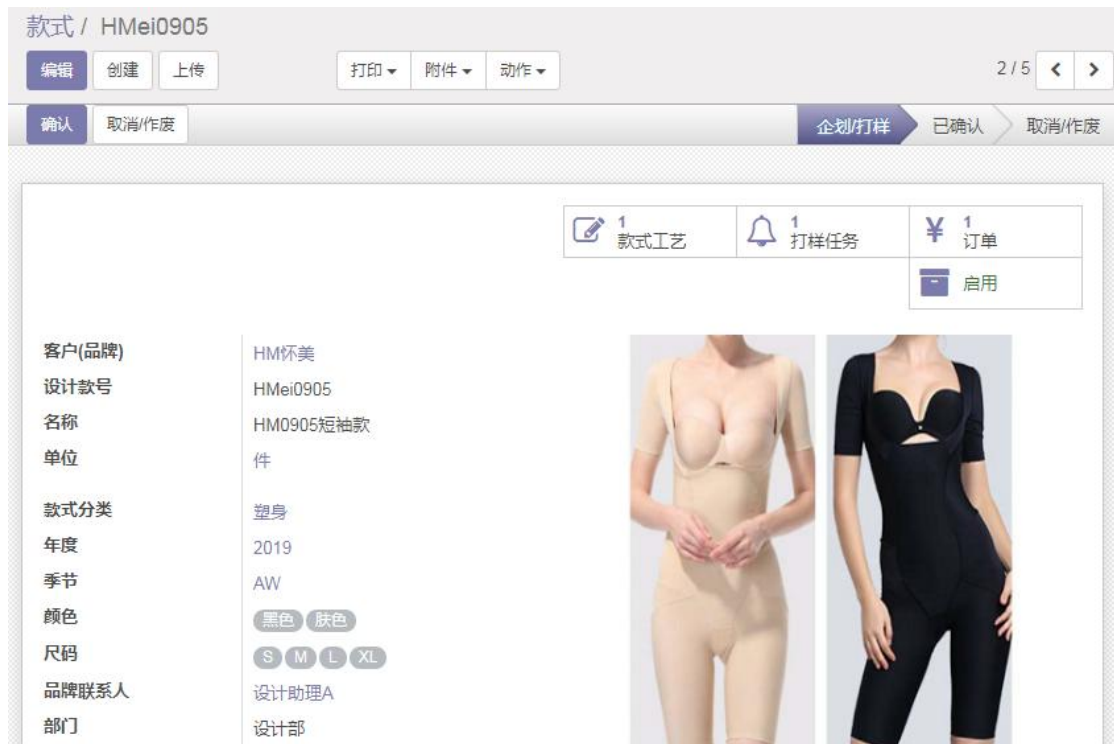 款式 / HMei0905
编辑 创建 上传 打印 附件 动作 2 / 5
确认 取消/作废 企划/打样 已确认 取消/作废
1 款式工艺 1 打样任务 ¥ 1 订单
启用
客户(品牌) HM怀美
设计款号 HMei0905
名称 HM0905短袖款
单位 件
款式分类 塑身
年度 2019
季节 AW
颜色 黑色 肤色
尺码 S M L XL
品牌联系人 设计助理A
部门 设计部